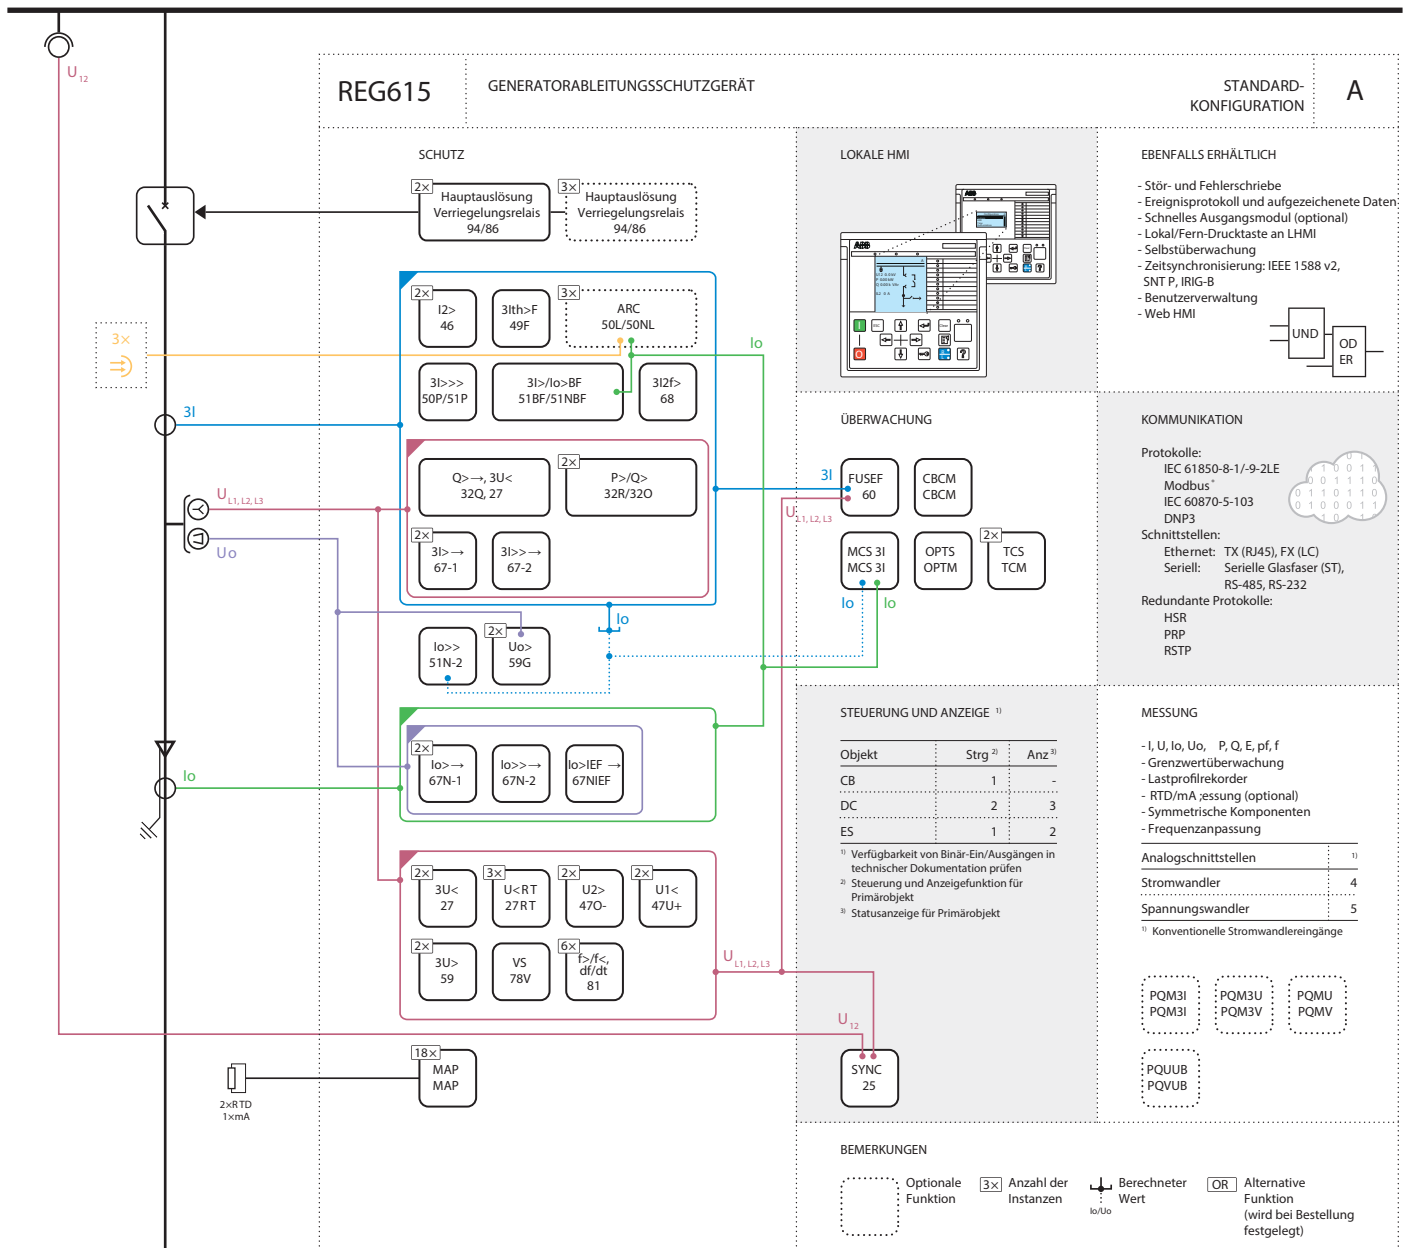 U12
REG615
GENERATORABLEITUNGSSCHUTZGERÄT
STANDARD-
KONFIGURATION
A
SCHUTZ
2×
Hauptauslösung
Verriegelungsrelais
94/86
3×
Hauptauslösung
Verriegelungsrelais
94/86
2×
I2>
46
3Ith>F
49F
3×
ARC
50L/50NL
3×
Io
3I>>>
50P/51P
3I>/Io>BF
51BF/51NBF
3I2f>
68
3I
Q>→, 3U<
32Q, 27
2×
P>/Q>
32R/32O
UL1, L2, L3
Uo
2×
3I>→
67-1
3I>>→
67-2
Io
Io>>
51N-2
2×
Uo>
59G
2×
Io>→
67N-1
Io>>→
67N-2
Io>IEF →
67NIEF
Io
2×
3U<
27
3×
U<RT
27RT
2×
U2>
47O-
2×
U1<
47U+
2×
3U>
59
VS
78V
6×
f>/f<,
df/dt
81
UL1, L2, L3
18×
MAP
MAP
2×RTD
1×mA
LOKALE HMI
ABB
ABB
ÜBERWACHUNG
3I
UL1, L2, L3
FUSEF
60
CBCM
CBCM
MCS 3I
MCS 3I
OPTS
OPTM
2×
TCS
TCM
Io
Io
STEUERUNG UND ANZEIGE 1)
Objekt Strg 2) Anz 3)
CB 1 -
DC 2 3
ES 1 2
1) Verfügbarkeit von Binär-Ein/Ausgängen in
technischer Dokumentation prüfen
2) Steuerung und Anzeigefunktion für
Primärobjekt
3) Statusanzeige für Primärobjekt
U12
SYNC
25
EBENFALLS ERHÄLTLICH
- Stör- und Fehlerschriebe
- Ereignisprotokoll und aufgezeichenete Daten
- Schnelles Ausgangsmodul (optional)
- Lokal/Fern-Drucktaste an LHMI
- Selbstüberwachung
- Zeitsynchronisierung: IEEE 1588 v2,
SNT P, IRIG-B
- Benutzerverwaltung
- Web HMI
UND
OD
ER
KOMMUNIKATION
Protokolle:
IEC 61850-8-1/-9-2LE
Modbus*
IEC 60870-5-103
DNP3
Schnittstellen:
Ethernet: TX (RJ45), FX (LC)
Seriell: Serielle Glasfaser (ST),
RS-485, RS-232
Redundante Protokolle:
HSR
PRP
RSTP
MESSUNG
- I, U, Io, Uo, P, Q, E, pf, f
- Grenzwertüberwachung
- Lastprofilrekorder
- RTD/mA ;essung (optional)
- Symmetrische Komponenten
- Frequenzanpassung
Analogschnittstellen 1)
Stromwandler 4
Spannungswandler 5
1) Konventionelle Stromwandlereingänge
PQM3I
PQM3I
PQM3U
PQM3V
PQMU
PQMV
PQUUB
PQVUB
BEMERKUNGEN
Optionale
Funktion
3×
Anzahl der
Instanzen
Io/Uo
Berechneter
Wert
OR
Alternative
Funktion
(wird bei Bestellung
festgelegt)